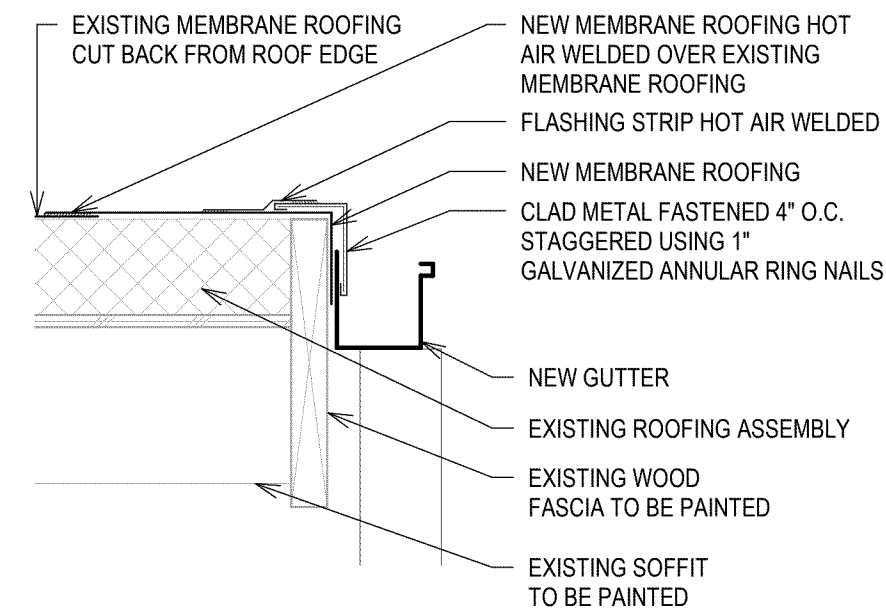 EXISTING MEMBRANE ROOFING
CUT BACK FROM ROOF EDGE
NEW MEMBRANE ROOFING HOT
AIR WELDED OVER EXISTING
MEMBRANE ROOFING
FLASHING STRIP HOT AIR WELDED
NEW MEMBRANE ROOFING
CLAD METAL FASTENED 4" O.C.
STAGGERED USING 1"
GALVANIZED ANNULAR RING NAILS
NEW GUTTER
EXISTING ROOFING ASSEMBLY
EXISTING WOOD
FASCIA TO BE PAINTED
EXISTING SOFFIT
TO BE PAINTED